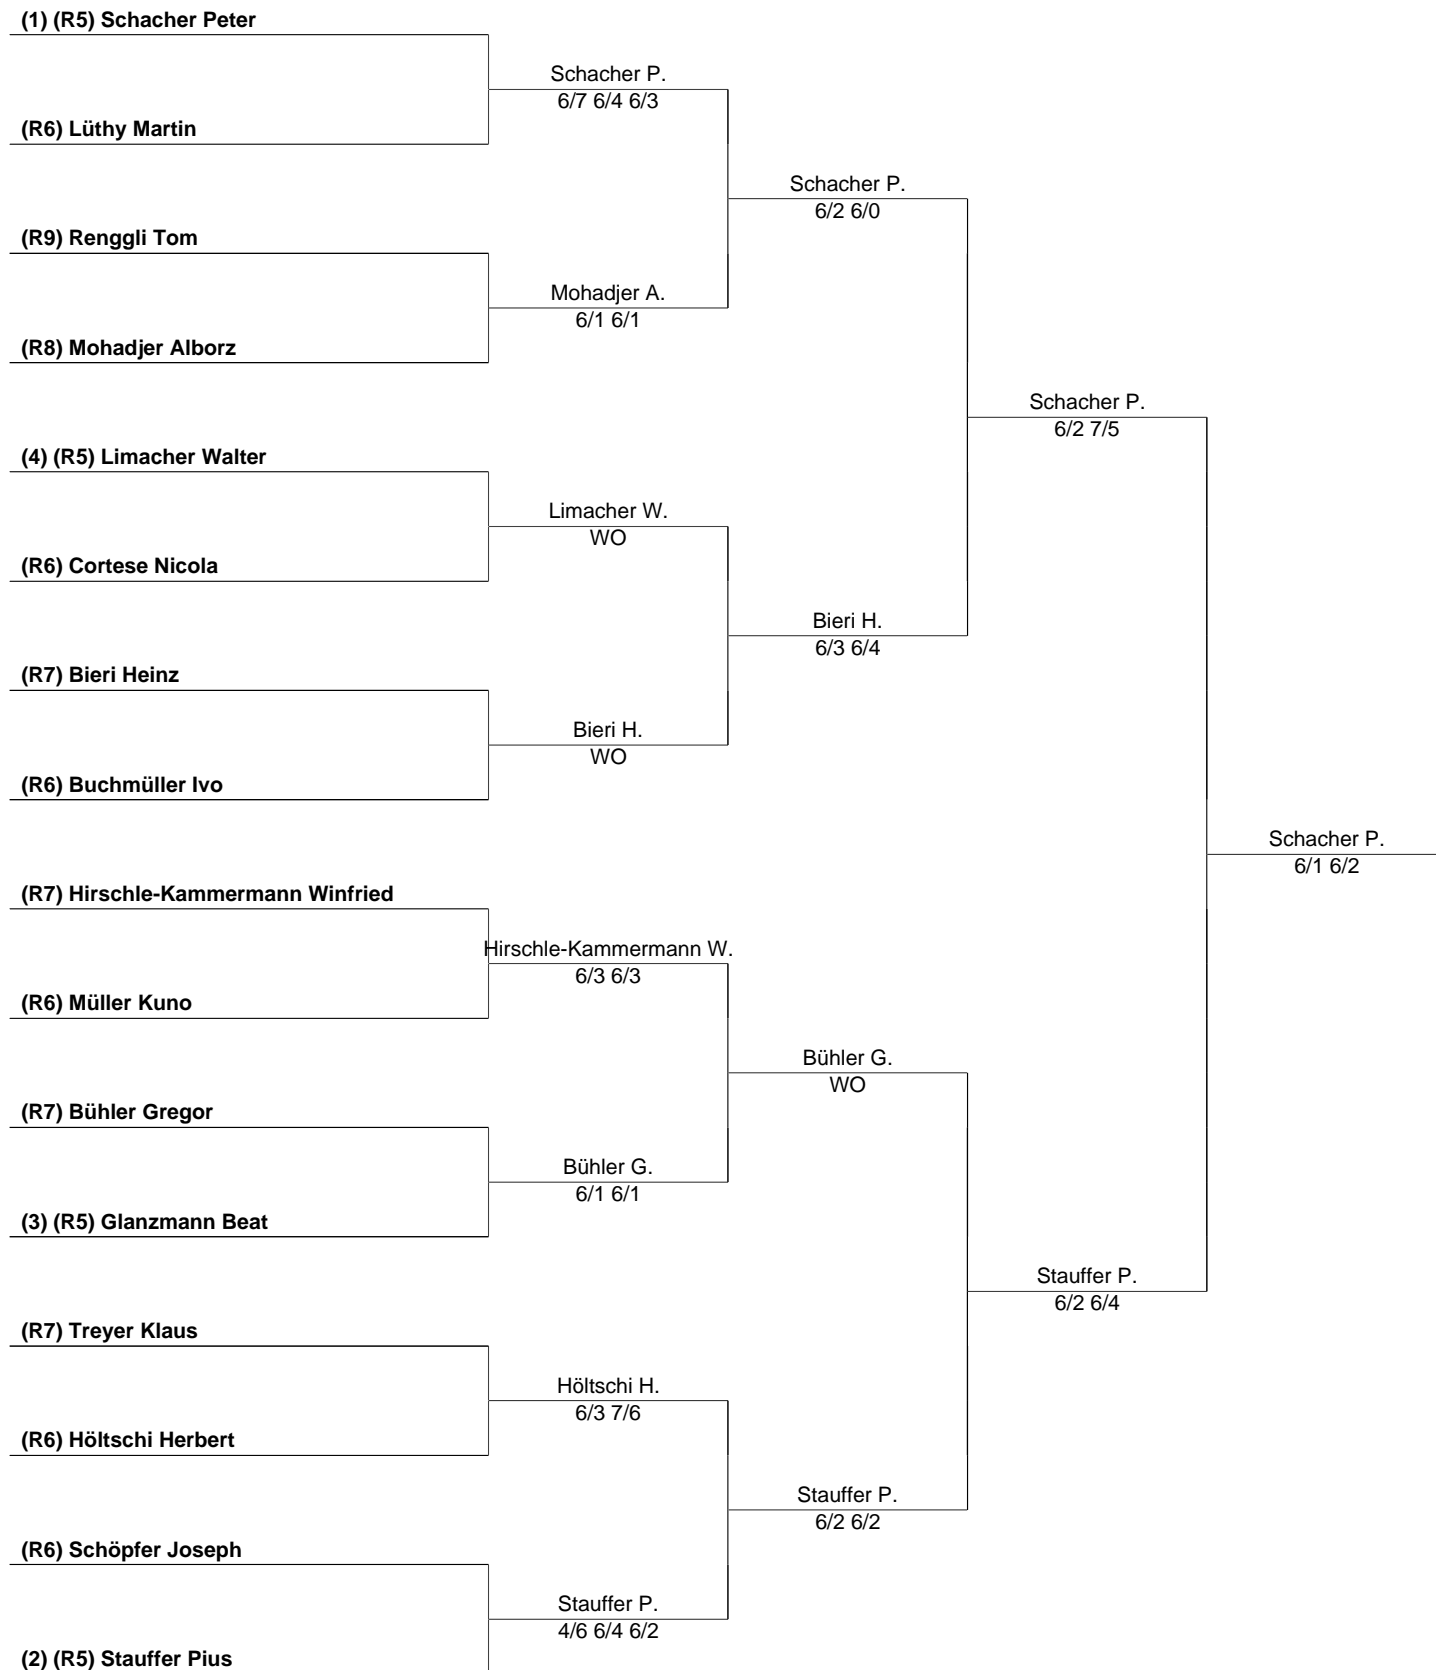 (1) (R5) Schacher Peter
Schacher P.
6/7 6/4 6/3
(R6) Lüthy Martin
Schacher P.
6/2 6/0
(R9) Renggli Tom
Mohadjer A.
6/1 6/1
(R8) Mohadjer Alborz
Schacher P.
6/2 7/5
(4) (R5) Limacher Walter
Limacher W.
WO
(R6) Cortese Nicola
Bieri H.
6/3 6/4
(R7) Bieri Heinz
Bieri H.
WO
(R6) Buchmüller Ivo
Schacher P.
6/1 6/2
(R7) Hirschle-Kammermann Winfried
Hirschle-Kammermann W.
6/3 6/3
(R6) Müller Kuno
Bühler G.
WO
(R7) Bühler Gregor
Bühler G.
6/1 6/1
(3) (R5) Glanzmann Beat
Stauffer P.
6/2 6/4
(R7) Treyer Klaus
Höltschi H.
6/3 7/6
(R6) Höltschi Herbert
Stauffer P.
6/2 6/2
(R6) Schöpfer Joseph
Stauffer P.
4/6 6/4 6/2
(2) (R5) Stauffer Pius